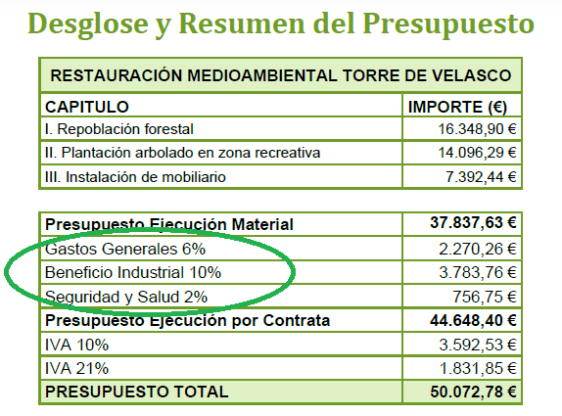 Desglose y Resumen del Presupuesto
RESTAURACIÓN MEDIOAMBIENTAL TORRE DE VELASCO
CAPITULO IMPORTE (€)
I. Repoblación forestal 16.348,90 €
II. Plantación arbolado en zona recreativa 14.096,29 €
III. Instalación de mobiliario 7.392,44 €
Presupuesto Ejecución Material 37.837,63 €
Gastos Generales 6% 2.270,26 €
Beneficio Industrial 10% 3.783,76 €
Seguridad y Salud 2% 756,75 €
Presupuesto Ejecución por Contrata 44.648,40 €
IVA 10% 3.592,53 €
IVA 21% 1.831,85 €
PRESUPUESTO TOTAL 50.072,78 €